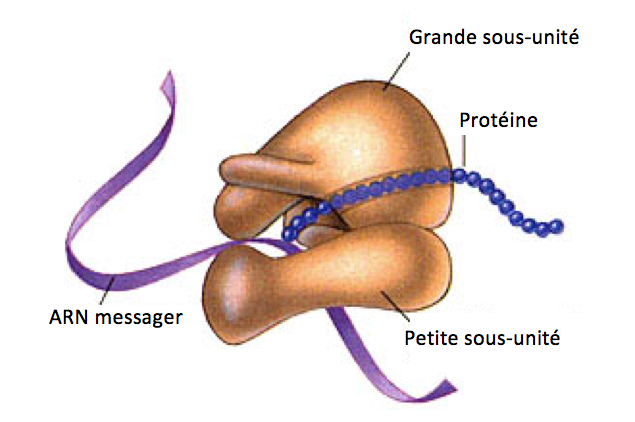 Grande sous-unité
Protéine
ARN messager
Petite sous-unité